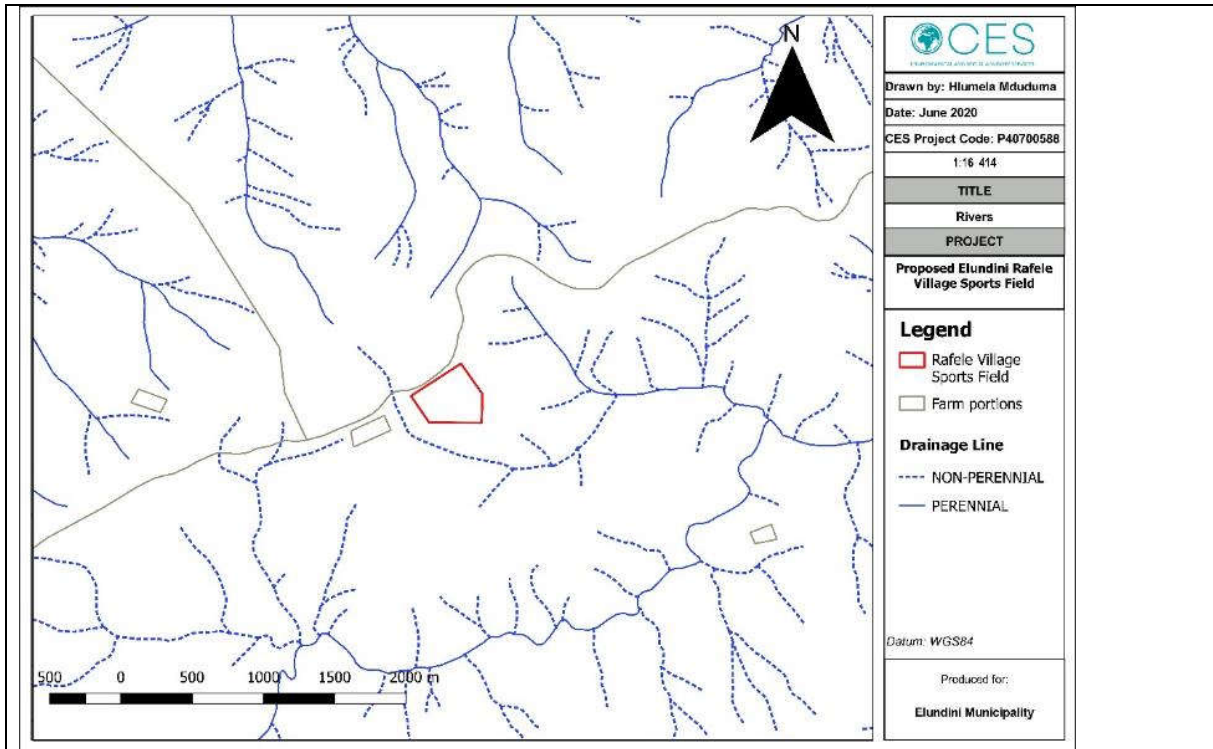 N
500 0 500 1000 1500 2000 m
CES
Drawn by: Hlumela Mduduma
Date: June 2020
CES Project Code: P40700588
1:16 414
TITLE
Rivers
PROJECT
Proposed Elundini Rafele
Village Sports Field
Legend
Rafele Village
Sports Field
Farm portions
Drainage Line
NON-PERENNIAL
PERENNIAL
Datum: WGS84
Produced for:
Elundini Municipality